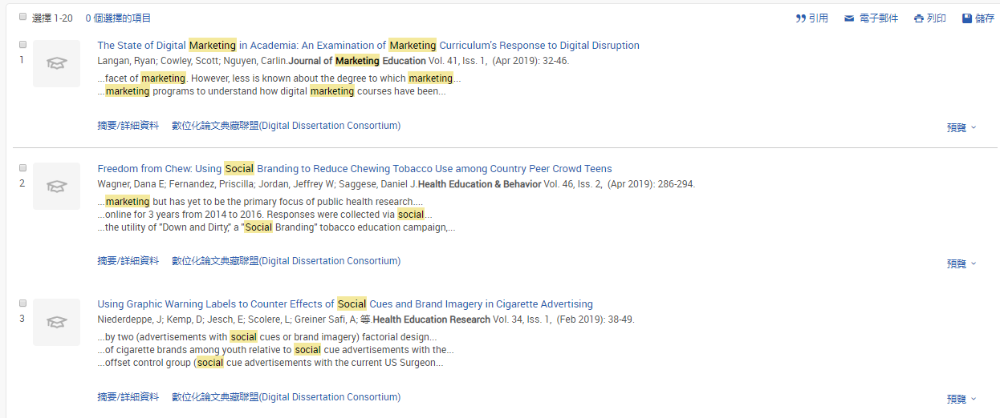 選擇 1-20 0 個選擇的項目 引用 電子郵件 列印 儲存
1
The State of Digital Marketing in Academia: An Examination of Marketing Curriculum's Response to Digital Disruption
Langan, Ryan; Cowley, Scott; Nguyen, Carlin.Journal of Marketing Education Vol. 41, Iss. 1, (Apr 2019): 32-46.
...facet of marketing. However, less is known about the degree to which marketing...
...marketing programs to understand how digital marketing courses have been...
摘要/詳細資料 數位化論文典藏聯盟(Digital Dissertation Consortium)
預覽
2
Freedom from Chew: Using Social Branding to Reduce Chewing Tobacco Use among Country Peer Crowd Teens
Wagner, Dana E; Fernandez, Priscilla; Jordan, Jeffrey W; Saggese, Daniel J.Health Education & Behavior Vol. 46, Iss. 2, (Apr 2019): 286-294.
...marketing but has yet to be the primary focus of public health research....
...online for 3 years from 2014 to 2016. Responses were collected via social...
...the utility of "Down and Dirty," a "Social Branding" tobacco education campaign,...
摘要/詳細資料 數位化論文典藏聯盟(Digital Dissertation Consortium)
預覽
3
Using Graphic Warning Labels to Counter Effects of Social Cues and Brand Imagery in Cigarette Advertising
Niederdeppe, J; Kemp, D; Jesch, E; Scolere, L; Greiner Safi, A; 等.Health Education Research Vol. 34, Iss. 1, (Feb 2019): 38-49.
...by two (advertisements with social cues or brand imagery) factorial design...
...of cigarette brands among youth relative to social cue advertisements with the...
...offset control group (social cue advertisements with the current US Surgeon...
摘要/詳細資料 數位化論文典藏聯盟(Digital Dissertation Consortium)
預覽